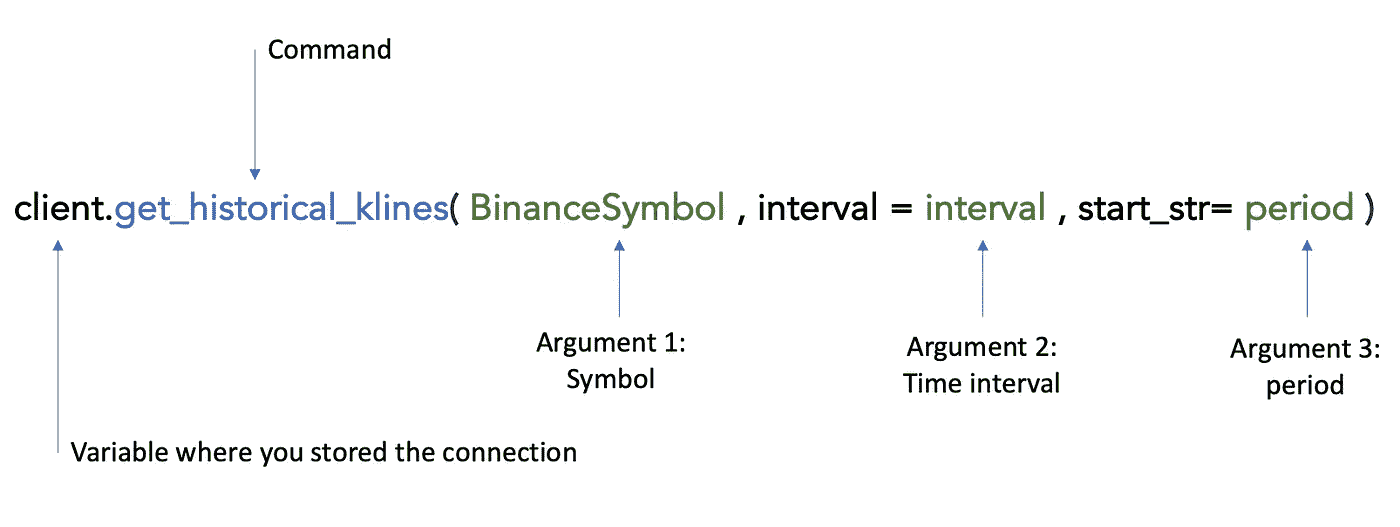 Command
client.get_historical_klines( BinanceSymbol , interval = interval , start_str= period )
Argument 1:
Symbol
Argument 2:
Time interval
Argument 3:
period
Variable where you stored the connection